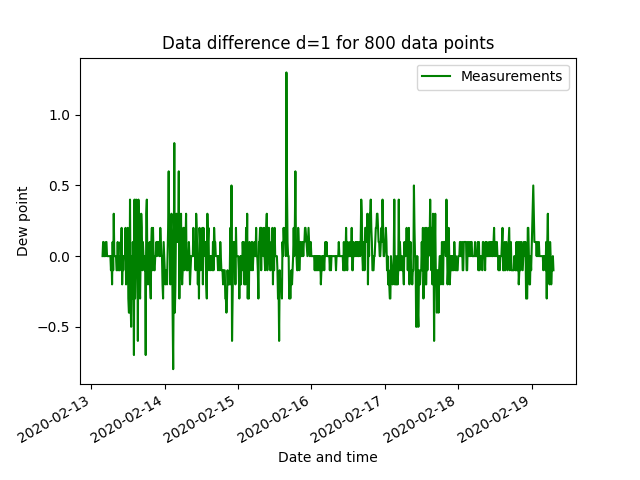 Data difference d=1 for 800 data points
Measurements
1.0
0.5
0.0
−0.5
Dew point
2020-02-13
2020-02-14
2020-02-15
2020-02-16
2020-02-17
2020-02-18
2020-02-19
Date and time